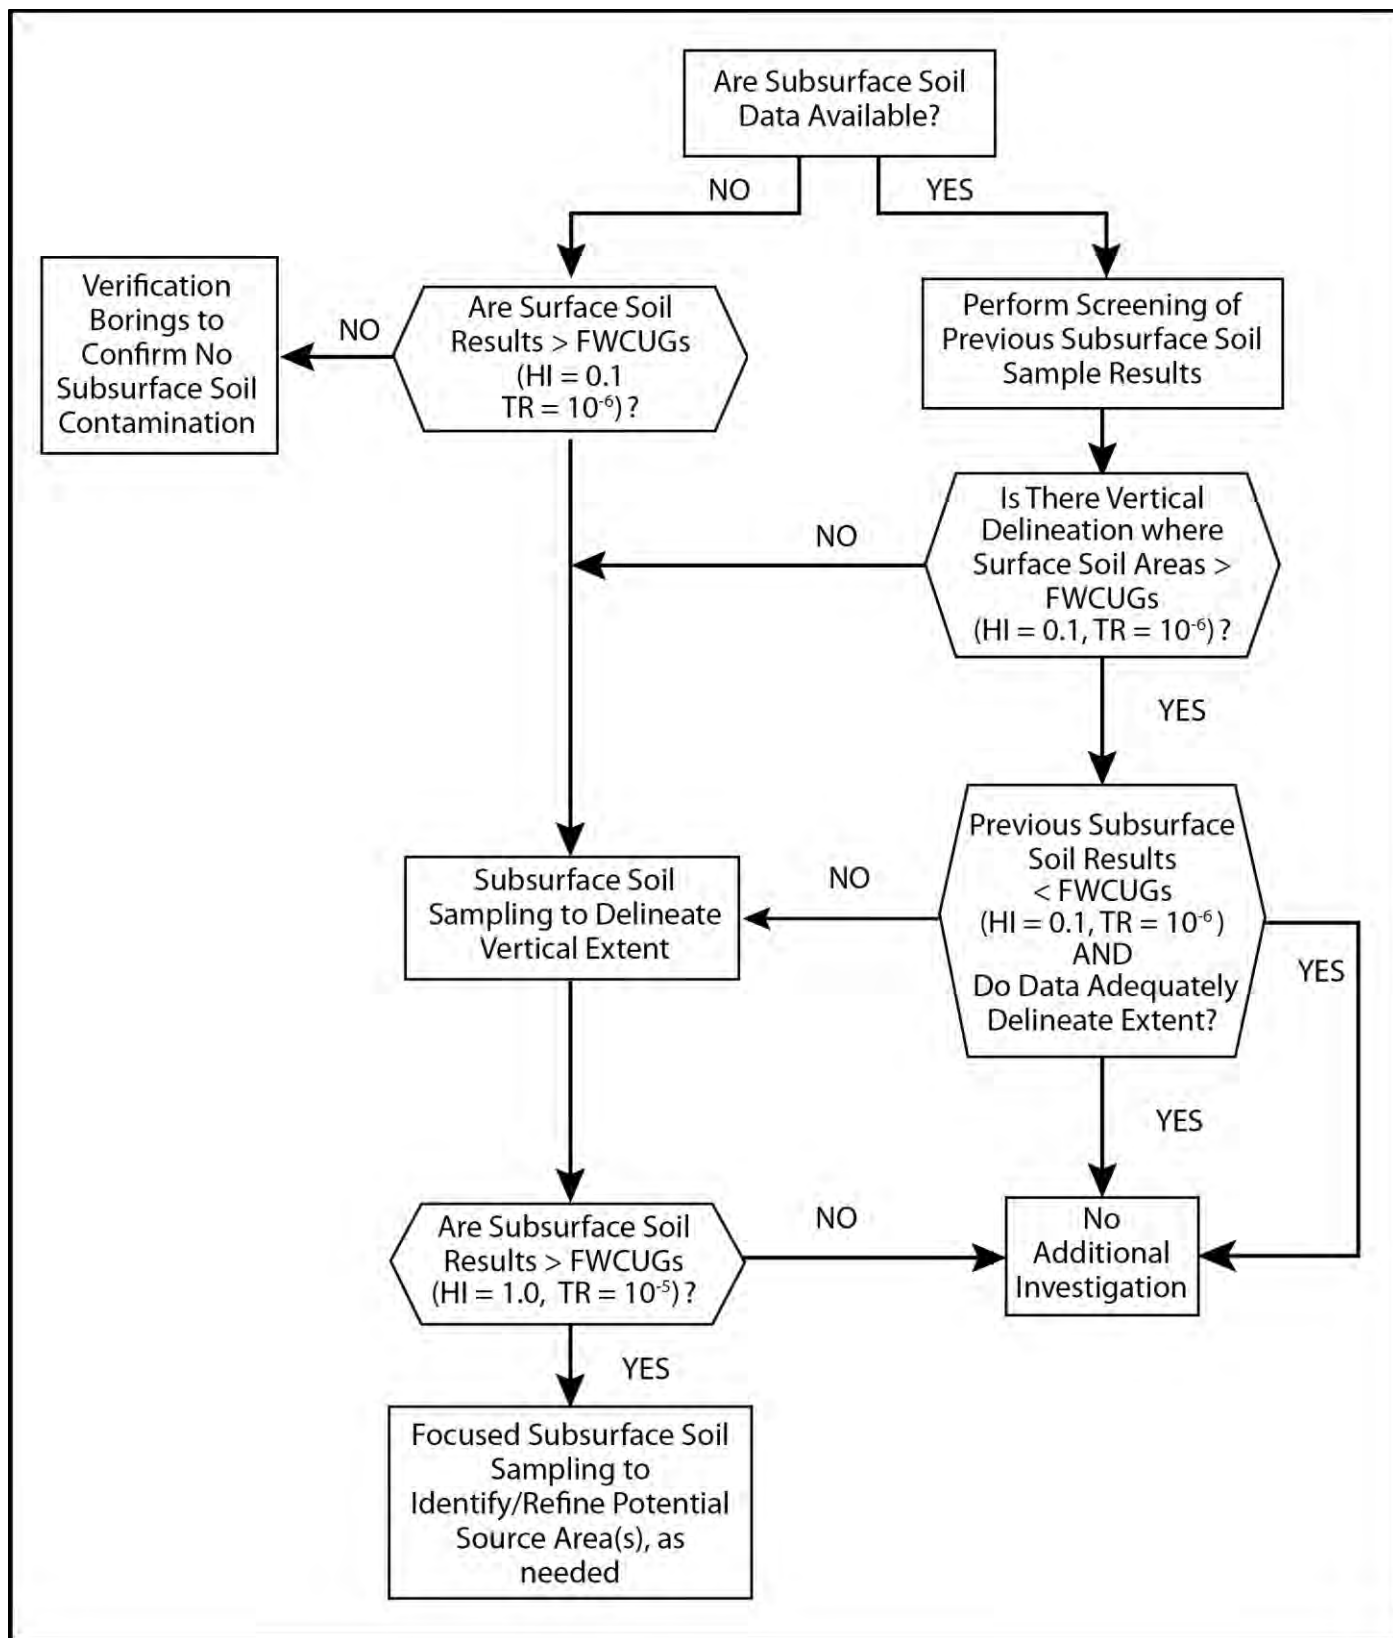 Are Subsurface Soil
Data Available?
NO
YES
Verification
Borings to
Confirm No
Subsurface Soil
Contamination
NO
Are Surface Soil
Results > FWCUGs
(HI = 0.1
TR = 10⁻⁶) ?
Perform Screening of
Previous Subsurface Soil
Sample Results
NO
Is There Vertical
Delineation where
Surface Soil Areas >
FWCUGs
(HI = 0.1, TR = 10⁻⁶) ?
YES
Subsurface Soil
Sampling to Delineate
Vertical Extent
NO
Previous Subsurface
Soil Results
< FWCUGs
(HI = 0.1, TR = 10⁻⁶ )
AND
Do Data Adequately
Delineate Extent?
YES
YES
Are Subsurface Soil
Results > FWCUGs
(HI = 1.0, TR = 10⁻⁵) ?
NO
No
Additional
Investigation
YES
Focused Subsurface Soil
Sampling to
Identify/Refine Potential
Source Area(s), as
needed